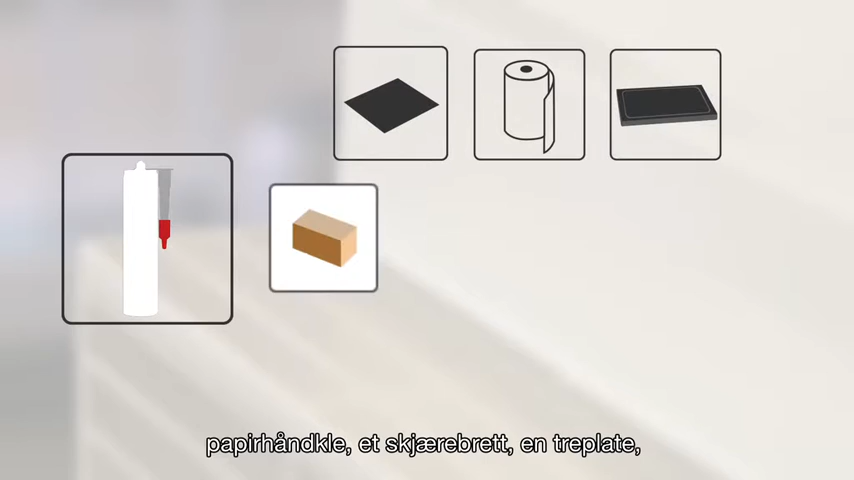 papirhåndkle, et skjærebrett, en treplate,